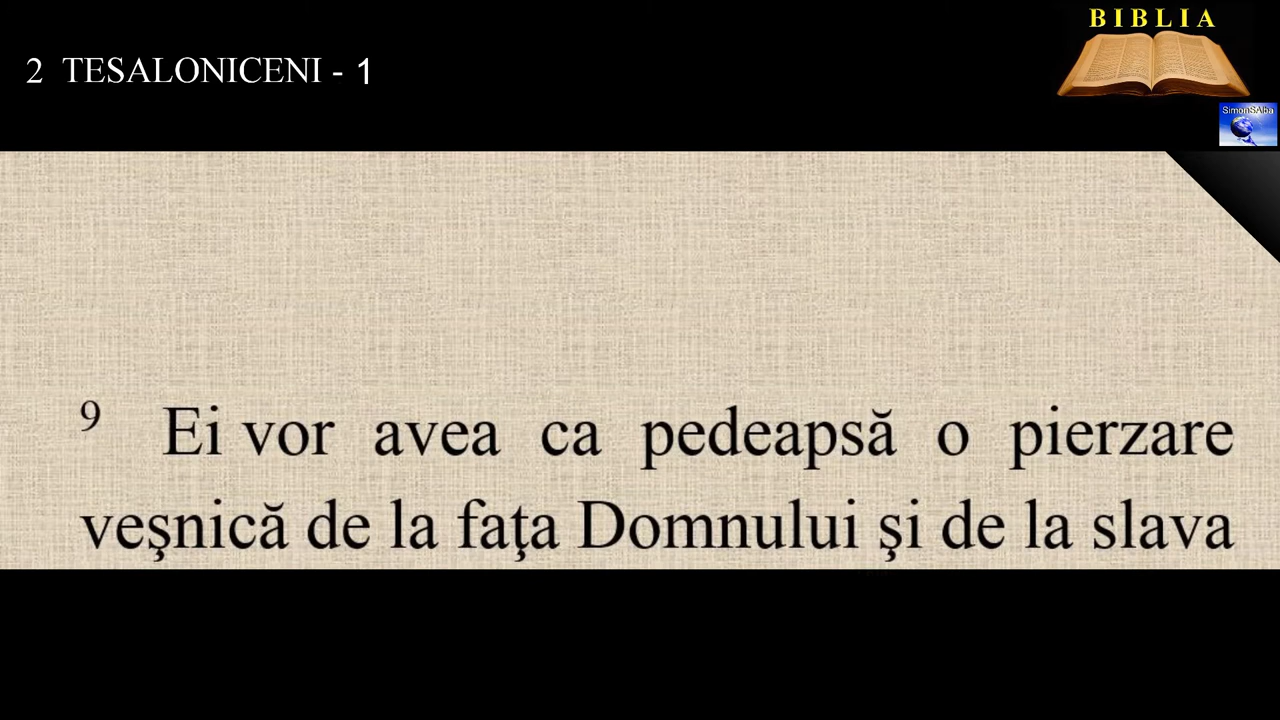 BIBLIA
2 TESALONICENI - 1
SimonSAlba
9 Ei vor avea ca pedeapsă o pierzare
veşnică de la faţa Domnului şi de la slava